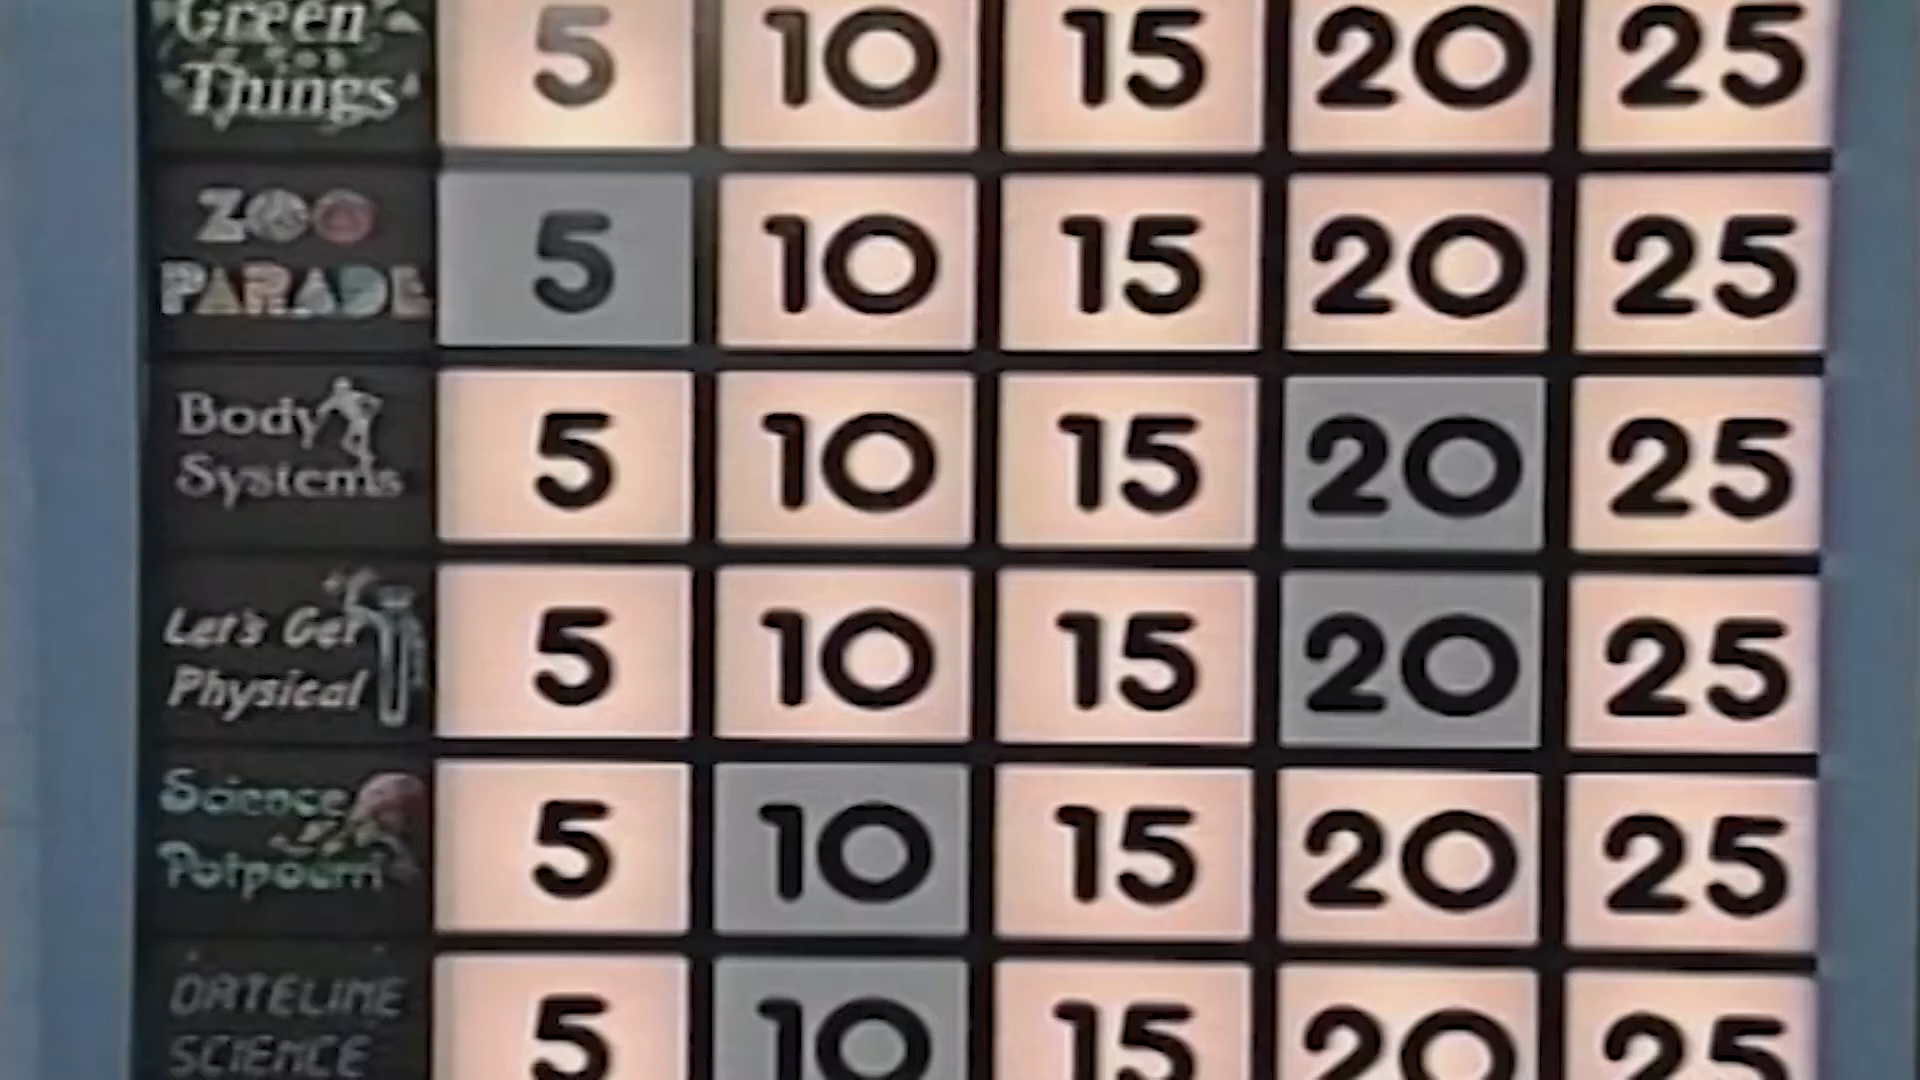 Green Things 5 10 15 20 25
ZOO PARADE 5 10 15 20 25
Body Systems 5 10 15 20 25
Let's Get Physical 5 10 15 20 25
Science Potpourri 5 10 15 20 25
DATELINE SCIENCE 5 10 15 20 25